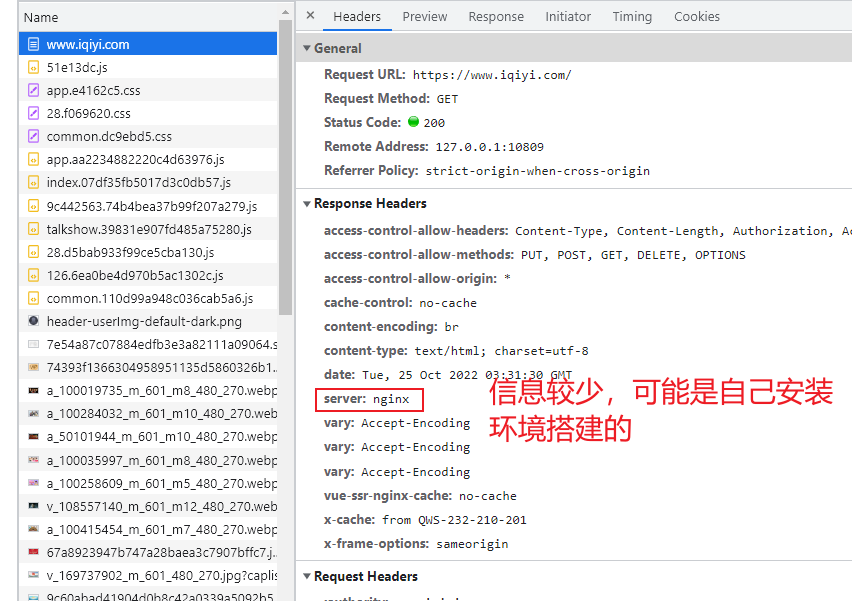 Name
www.iqiyi.com
51e13dc.js
app.e4162c5.css
28.f069620.css
common.dc9ebd5.css
app.aa2234882220c4d63976.js
index.07df35fb5017d3c0db57.js
9c442563.74b4bea37b99f207a279.js
talkshow.39831e907fd485a75280.js
28.d5bab933f99ce5cba130.js
126.6ea0be4d970b5ac1302c.js
common.110d99a948c036cab5a6.js
header-userImg-default-dark.png
7e54a87c07884edfb3e3a82111a09064.s
74393f1366304958951135d5860326b1..
a_100019735_m_601_m8_480_270.webp
a_100284032_m_601_m10_480_270.web
a_50101944_m_601_m10_480_270.webp
a_100035997_m_601_m8_480_270.webp
a_100258609_m_601_m5_480_270.webp
v_108557140_m_601_m12_480_270.web
a_100415454_m_601_m7_480_270.webp
67a8923947b747a28baea3c7907bffc7.j..
v_169737902_m_601_480_270.jpg?caplis
9c60abad41904d0b8c42a0339a5092b5
× Headers Preview Response Initiator Timing Cookies
▼General
Request URL: https://www.iqiyi.com/
Request Method: GET
Status Code: 200
Remote Address: 127.0.0.1:10809
Referrer Policy: strict-origin-when-cross-origin
▼Response Headers
access-control-allow-headers: Content-Type, Content-Length, Authorization, Ac
access-control-allow-methods: PUT, POST, GET, DELETE, OPTIONS
access-control-allow-origin: *
cache-control: no-cache
content-encoding: br
content-type: text/html; charset=utf-8
date: Tue, 25 Oct 2022 03:31:30 GMT
server: nginx
信息较少，可能是自己安装
环境搭建的
vary: Accept-Encoding
vary: Accept-Encoding
vary: Accept-Encoding
vue-ssr-nginx-cache: no-cache
x-cache: from QWS-232-210-201
x-frame-options: sameorigin
▼Request Headers